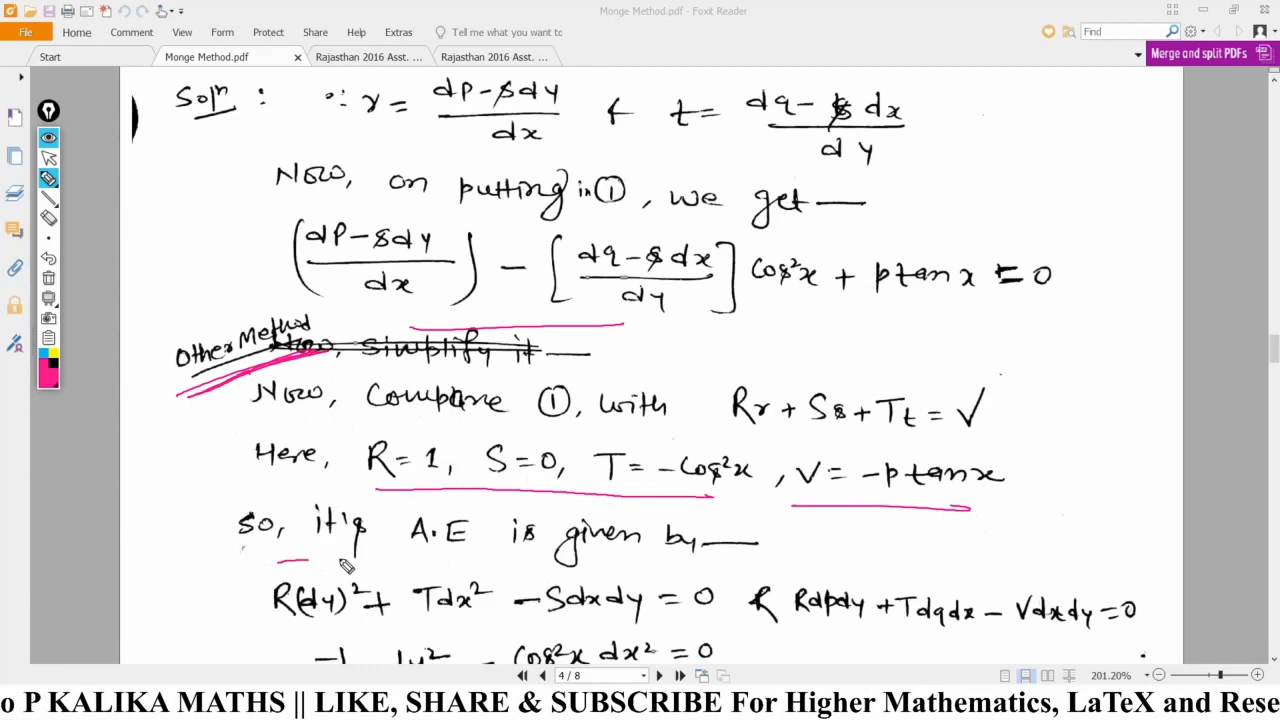 Monge Method.pdf - Foxit Reader
File Home Comment View Form Protect Share Help Extras Tell me what you want to Find
Start Monge Method.pdf Rajasthan 2016 Asst. ... Rajasthan 2016 Asst. ... Merge and split PDFs
Solⁿ : ∵ r = (dp - s dy)/dx & t = (dq - s dx)/dy
Now, on putting in ①, we get —
((dp - s dy)/dx) - [(dq - s dx)/dy] cos²x + p tan x = 0
Other Method
Now, Simplify it —
Now, Compare ①, with Rr + Ss + Tt = V
Here, R = 1, S = 0, T = -cos²x, V = -p tan x
So, it's A.E is given by —
R(dy)² + Tdx² - Sdxdy = 0 & Rdpdy + Tdqdx - Vdxdy = 0
cos²x dx² = 0
4 / 8
201.20%
o P KALIKA MATHS || LIKE, SHARE & SUBSCRIBE For Higher Mathematics, LaTeX and Rese